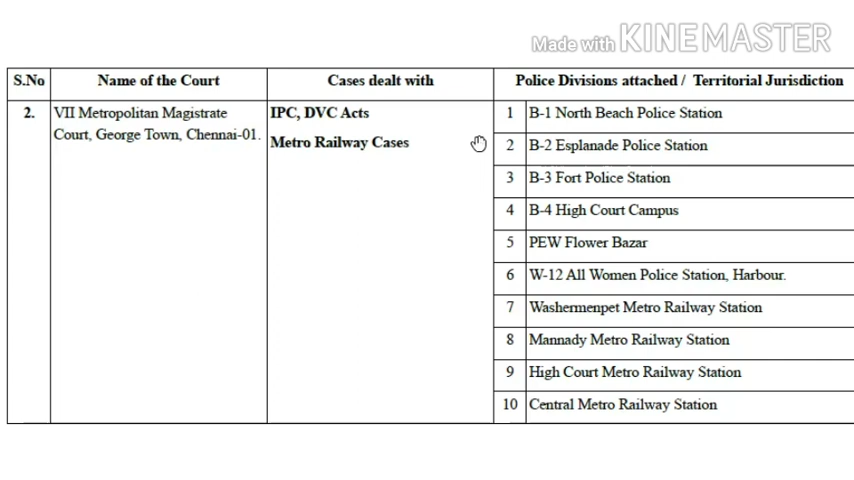 Made with KINEMASTER
S.No Name of the Court Cases dealt with Police Divisions attached / Territorial Jurisdiction
2. VII Metropolitan Magistrate Court, George Town, Chennai-01.
IPC, DVC Acts
Metro Railway Cases
1 B-1 North Beach Police Station
2 B-2 Esplanade Police Station
3 B-3 Fort Police Station
4 B-4 High Court Campus
5 PEW Flower Bazar
6 W-12 All Women Police Station, Harbour.
7 Washermenpet Metro Railway Station
8 Mannady Metro Railway Station
9 High Court Metro Railway Station
10 Central Metro Railway Station